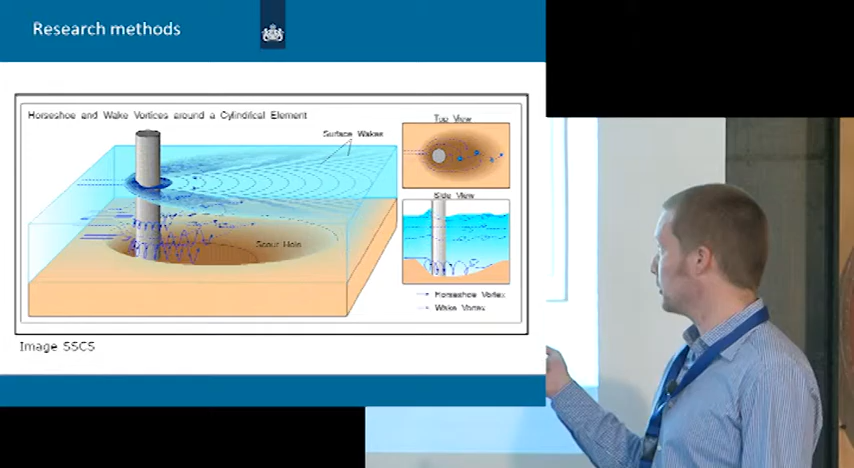 Research methods
Horseshoe and Wake Vortices around a Cylindrical Element
Surface Wakes
Top View
Side View
Scour Hole
Horseshoe Vortex
Wake Vortex
Image SSCS